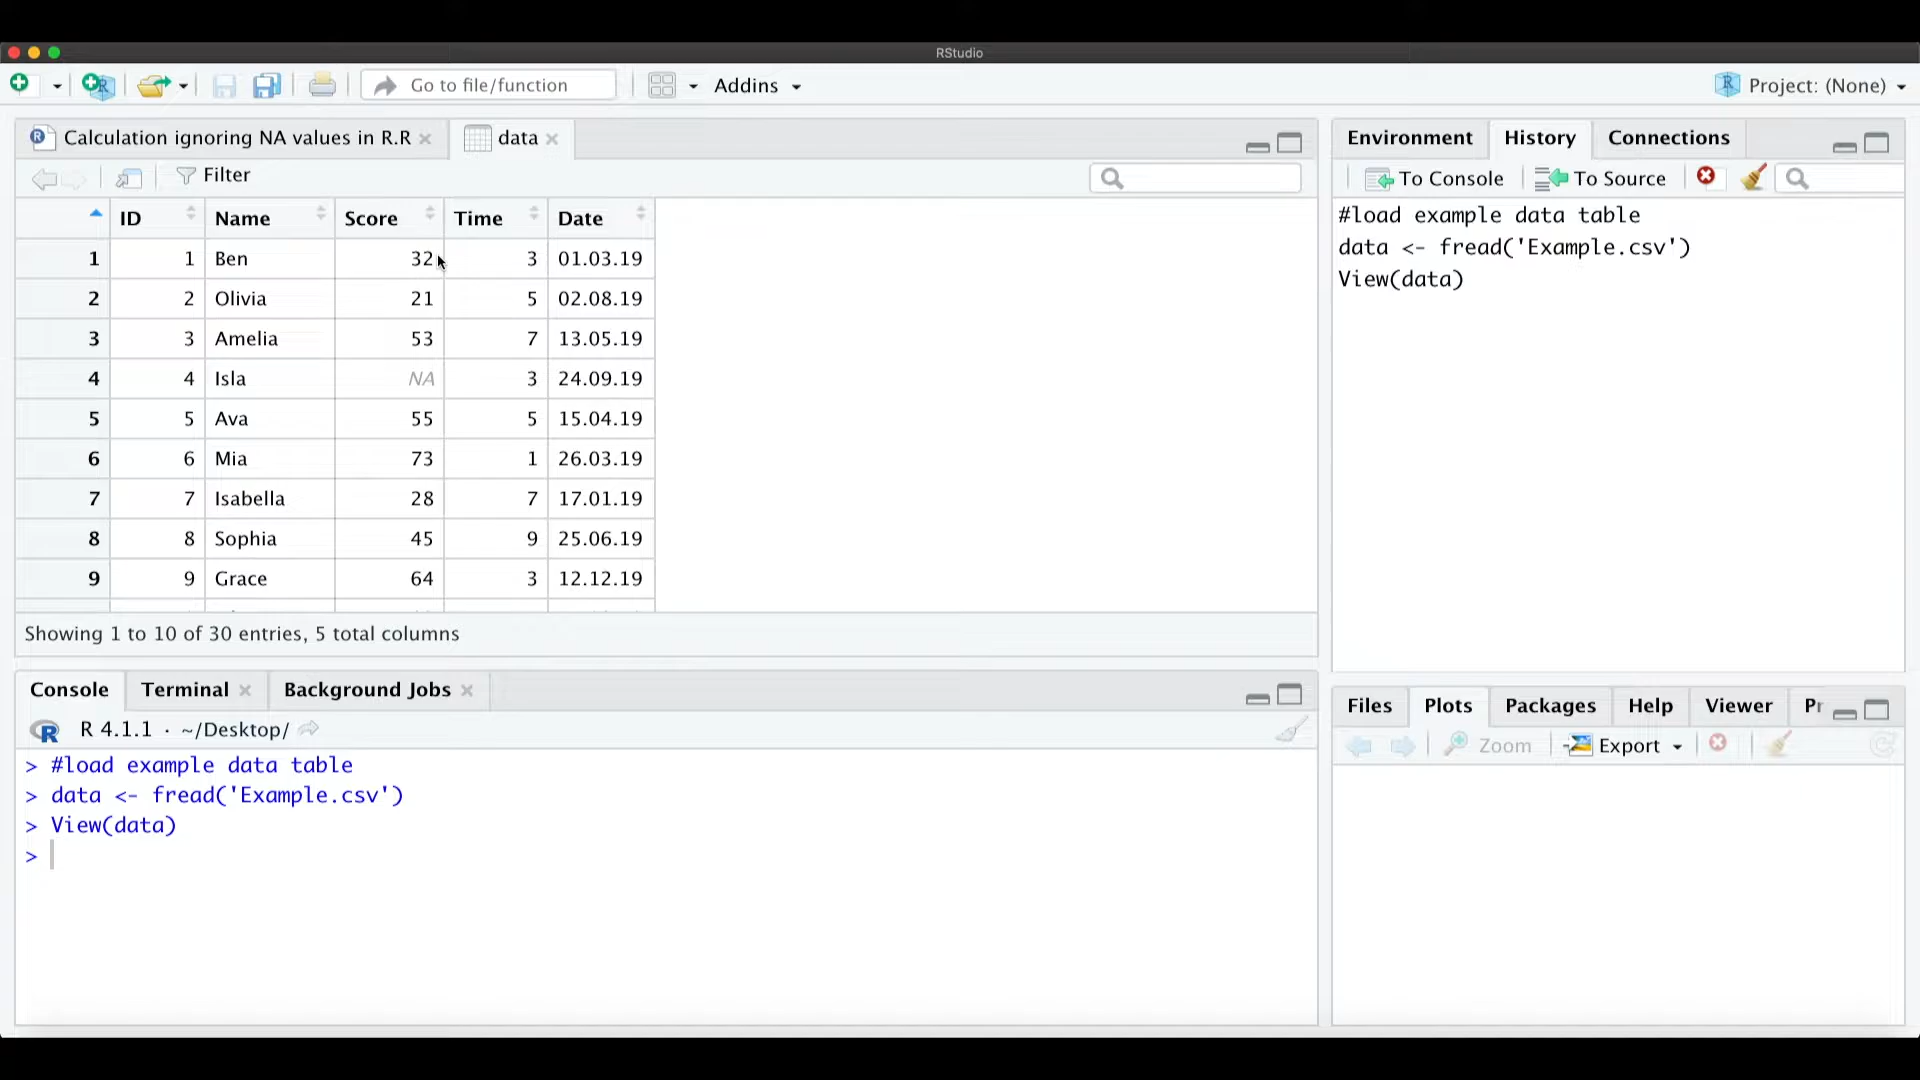 RStudio
Go to file/function
Addins
Project: (None)
Calculation ignoring NA values in R.R
data
Filter
ID Name Score Time Date
1 1 Ben 32 3 01.03.19
2 2 Olivia 21 5 02.08.19
3 3 Amelia 53 7 13.05.19
4 4 Isla NA 3 24.09.19
5 5 Ava 55 5 15.04.19
6 6 Mia 73 1 26.03.19
7 7 Isabella 28 7 17.01.19
8 8 Sophia 45 9 25.06.19
9 9 Grace 64 3 12.12.19
Showing 1 to 10 of 30 entries, 5 total columns
Console Terminal Background Jobs
R 4.1.1 · ~/Desktop/
> #load example data table
> data <- fread('Example.csv')
> View(data)
>
Environment History Connections
To Console To Source
#load example data table
data <- fread('Example.csv')
View(data)
Files Plots Packages Help Viewer Pr
Zoom Export